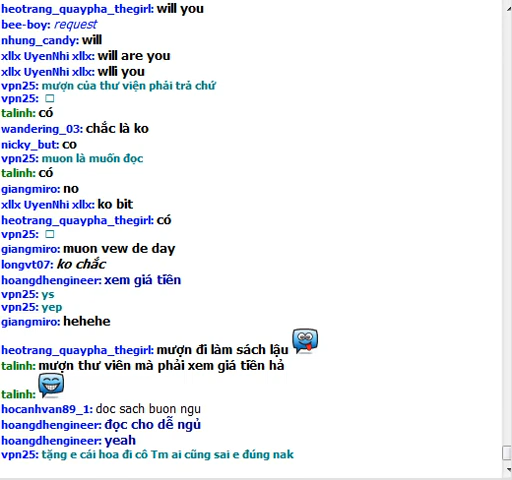 heotrang_quaypha_thegirl: will you
bee-boy: request
nhung_candy: will
xllx UyenNhi xllx: will are you
xllx UyenNhi xllx: wlli you
vpn25: mượn của thư viện phải trả chứ
vpn25: □
talinh: có
wandering_03: chắc là ko
nicky_but: co
vpn25: muon là muốn đọc
talinh: có
giangmiro: no
xllx UyenNhi xllx: ko bit
heotrang_quaypha_thegirl: có
vpn25: □
giangmiro: muon vew de day
longvt07: ko chắc
hoangdhengineer: xem giá tiền
vpn25: ys
vpn25: yep
giangmiro: hehehe
heotrang_quaypha_thegirl: mượn đi làm sách lậu
talinh: mượn thư viên mà phải xem giá tiền hả
talinh:
hocanhvan89_1: doc sach buon ngu
hoangdhengineer: đọc cho dễ ngủ
hoangdhengineer: yeah
vpn25: tặng e cái hoa đi cô Tm ai cũng sai e đúng nak